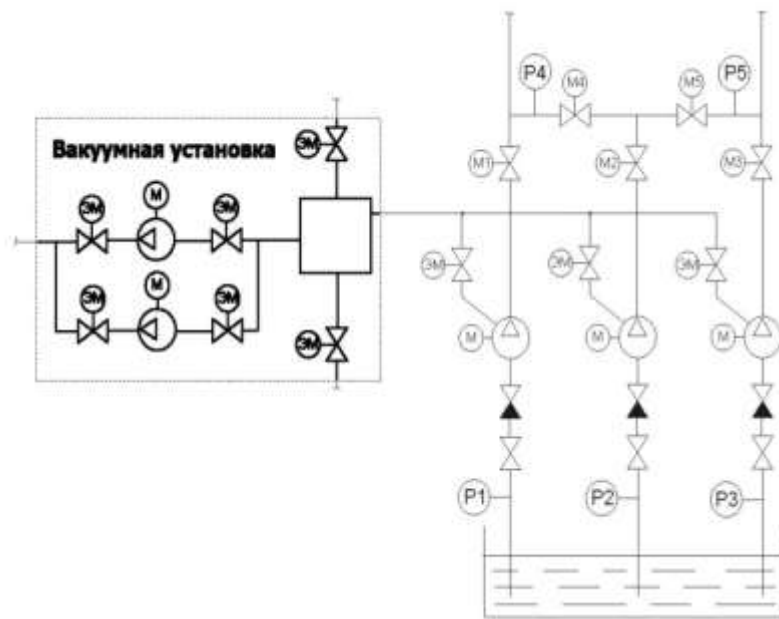 P4 M4 M5 P5
Вакуумная установка
ЭМ
M1 M2 M3
М
ЭМ ЭМ
М
ЭМ ЭМ ЭМ
ЭМ ЭМ
М М М
ЭМ
P1 P2 P3